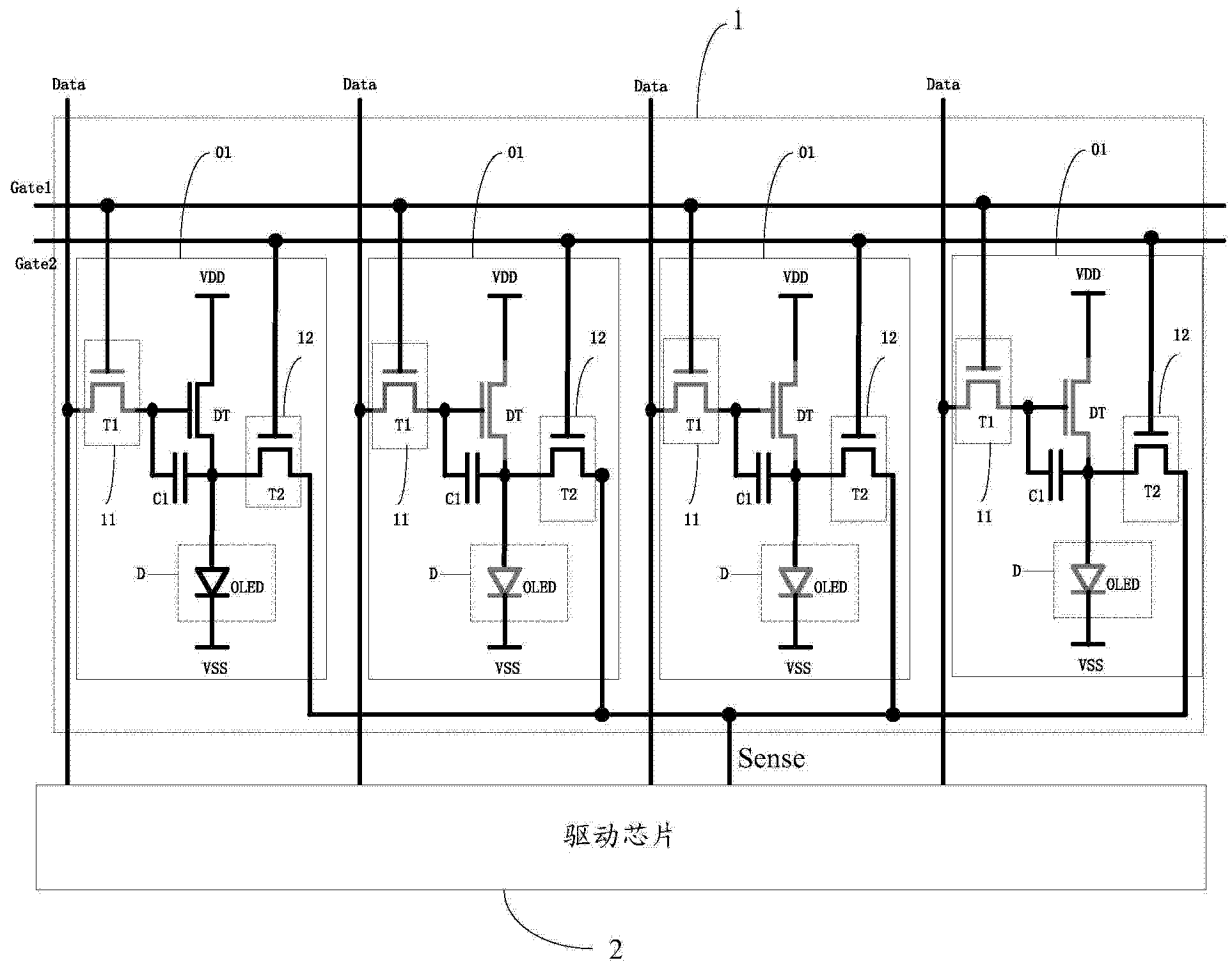 1
Data Data Data Data
01 01 01 01
Gate1
Gate2
VDD VDD VDD VDD
12 12 12 12
T1 DT T1 DT T1 DT T1 DT
C1 T2 C1 T2 C1 T2 C1 T2
11 11 11 11
D OLED D OLED D OLED D OLED
VSS VSS VSS VSS
Sense
驱动芯片
2